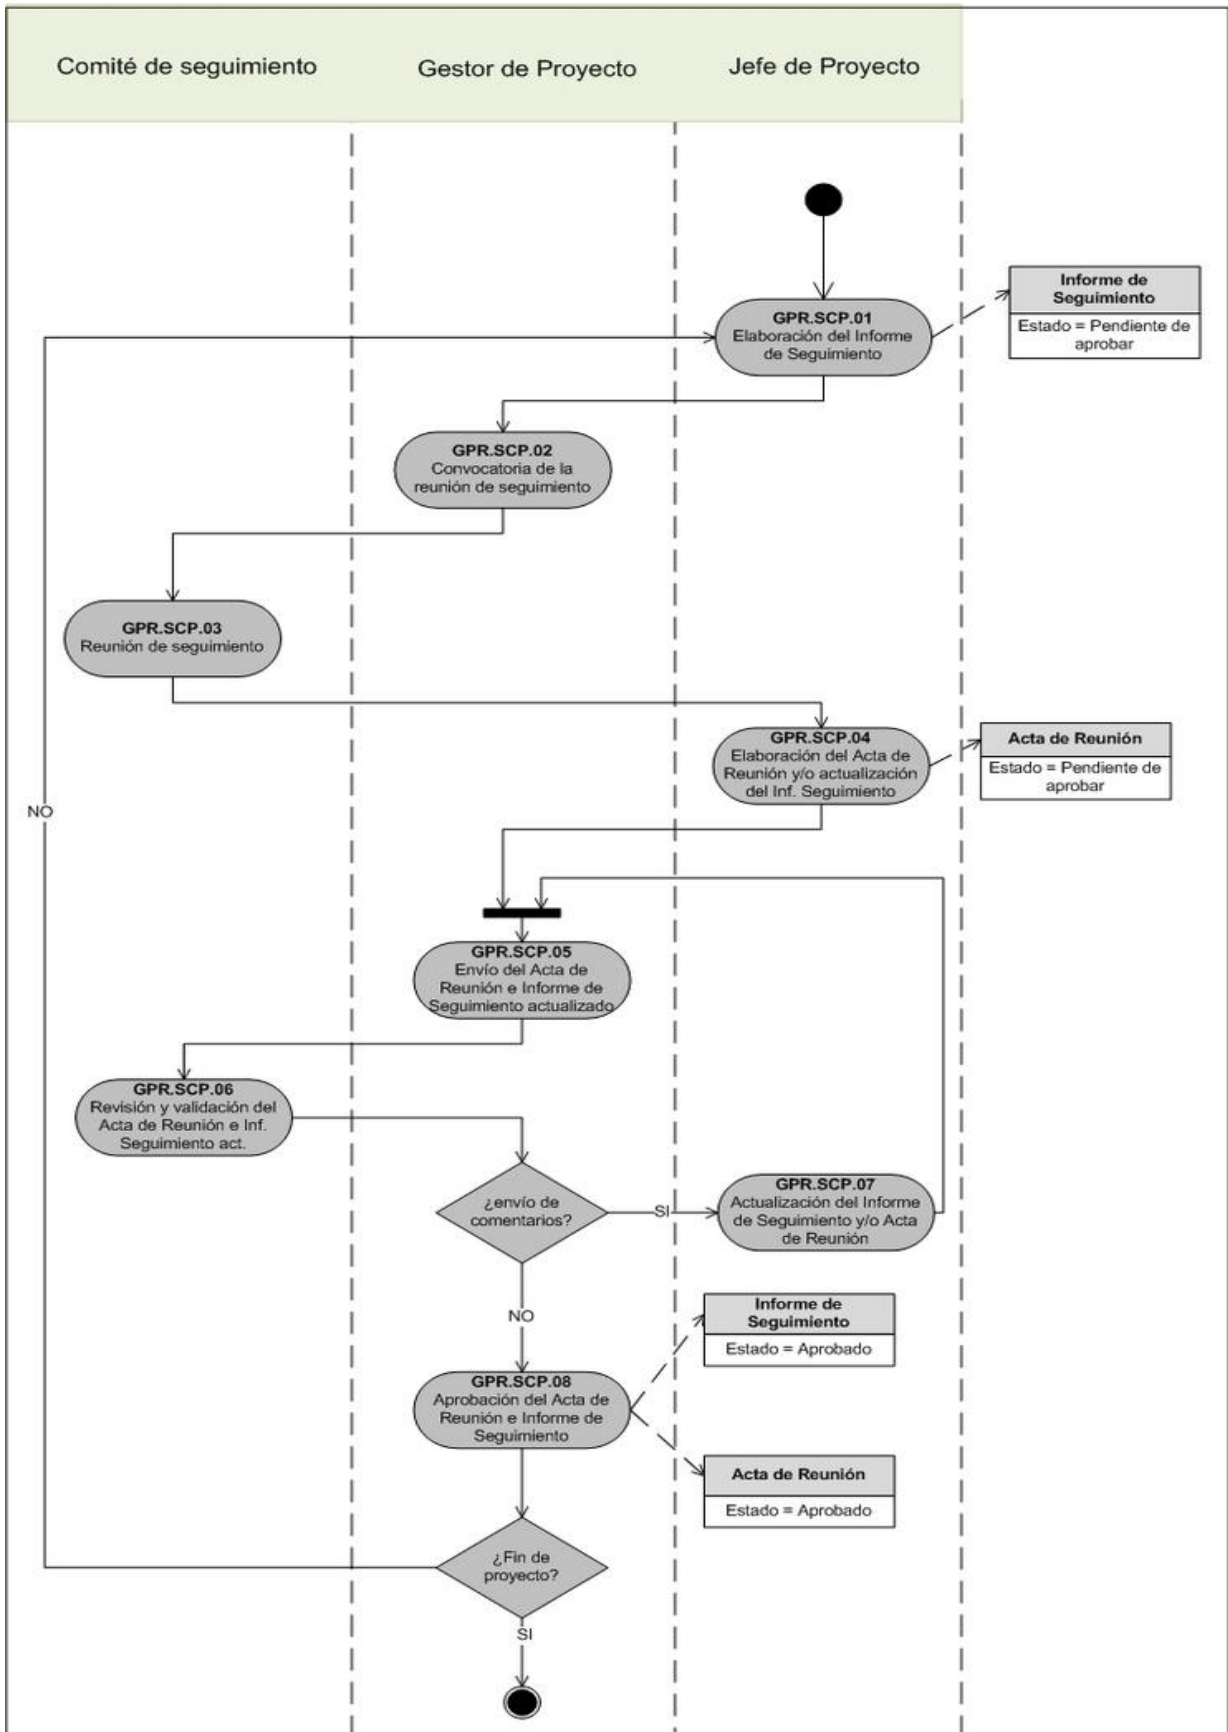 Comité de seguimiento
Gestor de Proyecto
Jefe de Proyecto
GPR.SCP.01
Elaboración del Informe
de Seguimiento
Informe de
Seguimiento
Estado = Pendiente de
aprobar
GPR.SCP.02
Convocatoria de la
reunión de seguimiento
GPR.SCP.03
Reunión de seguimiento
GPR.SCP.04
Elaboración del Acta de
Reunión y/o actualización
del Inf. Seguimiento
Acta de Reunión
Estado = Pendiente de
aprobar
NO
GPR.SCP.05
Envío del Acta de
Reunión e Informe de
Seguimiento actualizado
GPR.SCP.06
Revisión y validación del
Acta de Reunión e Inf.
Seguimiento act.
¿envío de
comentarios?
SI
GPR.SCP.07
Actualización del Informe
de Seguimiento y/o Acta
de Reunión
NO
Informe de
Seguimiento
Estado = Aprobado
GPR.SCP.08
Aprobación del Acta de
Reunión e Informe de
Seguimiento
Acta de Reunión
Estado = Aprobado
¿Fin de
proyecto?
SI